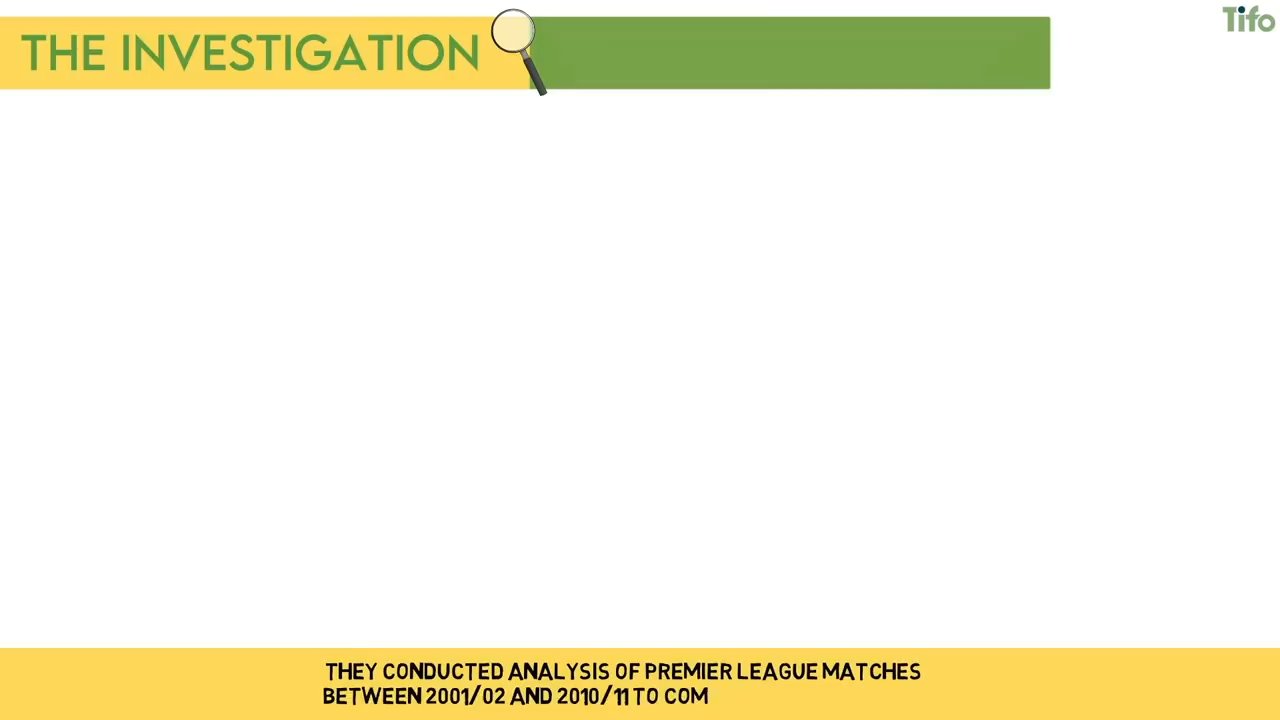 THE INVESTIGATION
Tifo
THEY CONDUCTED ANALYSIS OF PREMIER LEAGUE MATCHES
BETWEEN 2001/02 AND 2010/11 TO COM